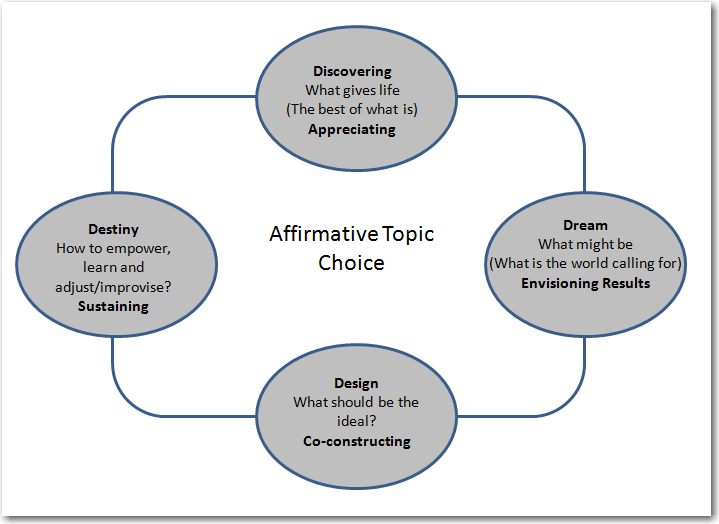 Discovering
What gives life
(The best of what is)
Appreciating
Destiny
How to empower,
learn and
adjust/improvise?
Sustaining
Affirmative Topic
Choice
Dream
What might be
(What is the world calling for)
Envisioning Results
Design
What should be the
ideal?
Co-constructing